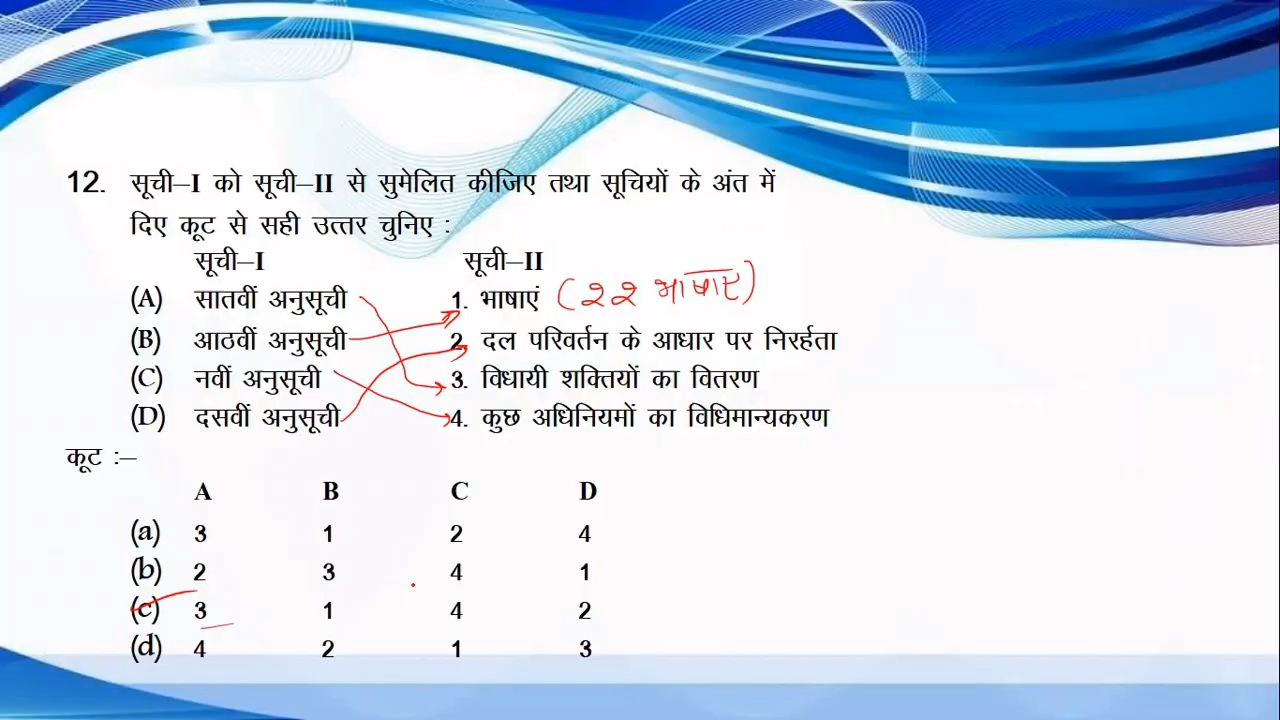 12. सूची–I को सूची–II से सुमेलित कीजिए तथा सूचियों के अंत में
दिए कूट से सही उत्तर चुनिए :
सूची–I सूची–II
(A) सातवीं अनुसूची 1. भाषाएं (२२ भाषाए)
(B) आठवीं अनुसूची 2. दल परिवर्तन के आधार पर निरर्हता
(C) नवीं अनुसूची 3. विधायी शक्तियों का वितरण
(D) दसवीं अनुसूची 4. कुछ अधिनियमों का विधिमान्यकरण
कूट :–
A B C D
(a) 3 1 2 4
(b) 2 3 4 1
(c) 3 1 4 2
(d) 4 2 1 3